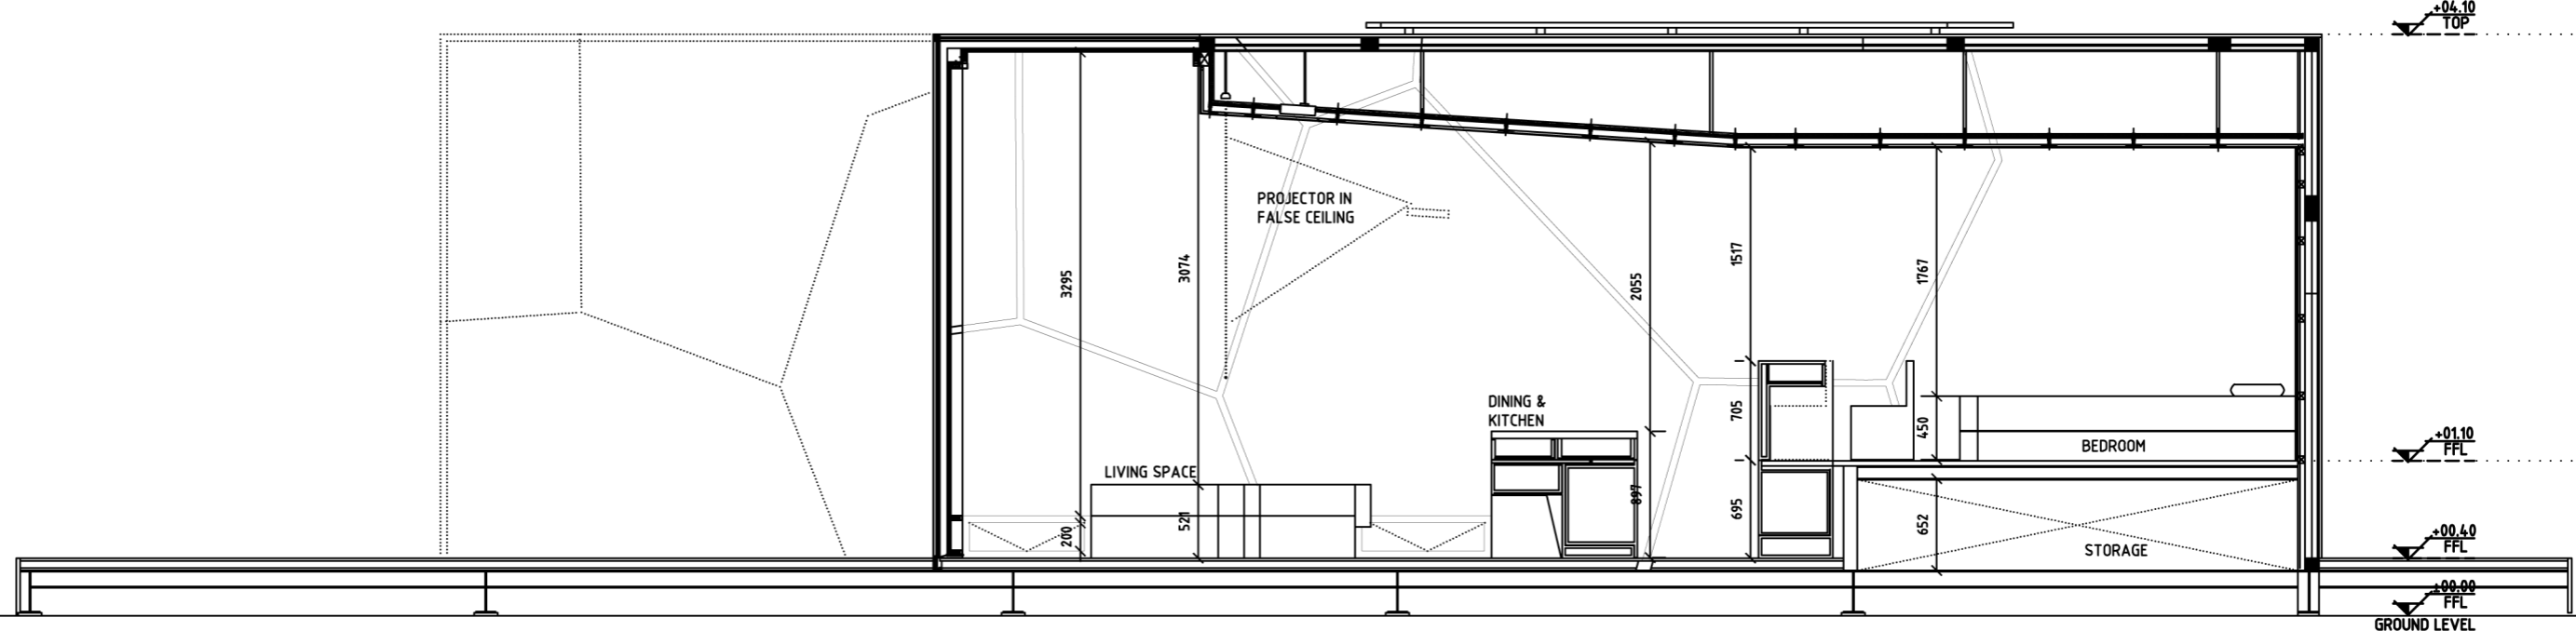 +04.10
TOP
PROJECTOR IN
FALSE CEILING
3295
3074
2055
1517
1767
DINING &
KITCHEN
705
450
BEDROOM
+01.10
FFL
LIVING SPACE
200
521
897
695
652
STORAGE
+00.40
FFL
±00.00
FFL
GROUND LEVEL